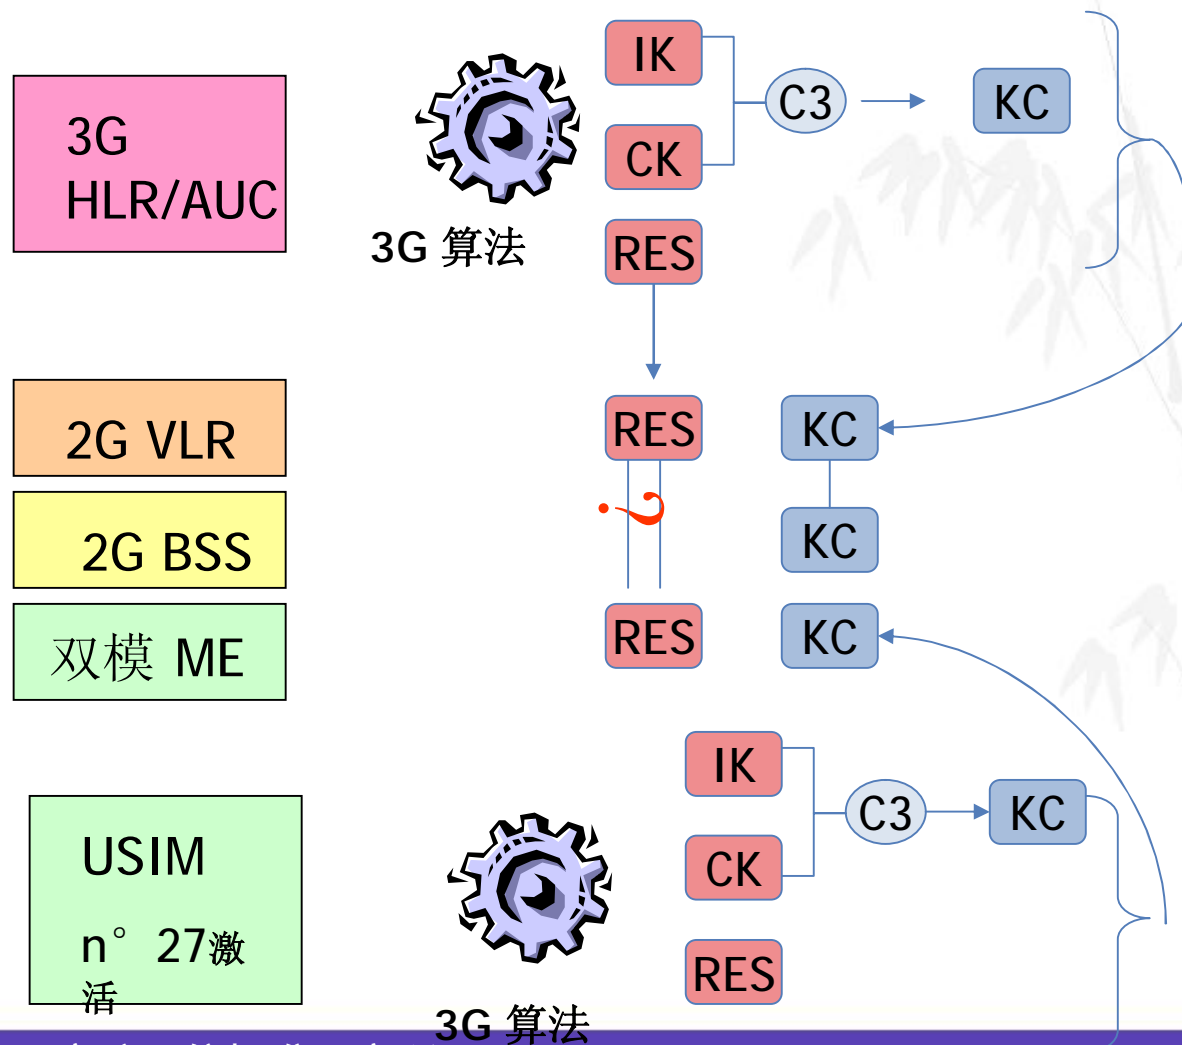 IK
C3
KC
3G
HLR/AUC
CK
3G 算法
RES
2G VLR
RES
KC
?
2G BSS
KC
双模 ME
RES
KC
IK
USIM
C3
KC
CK
n° 27激
活
RES
3G 算法